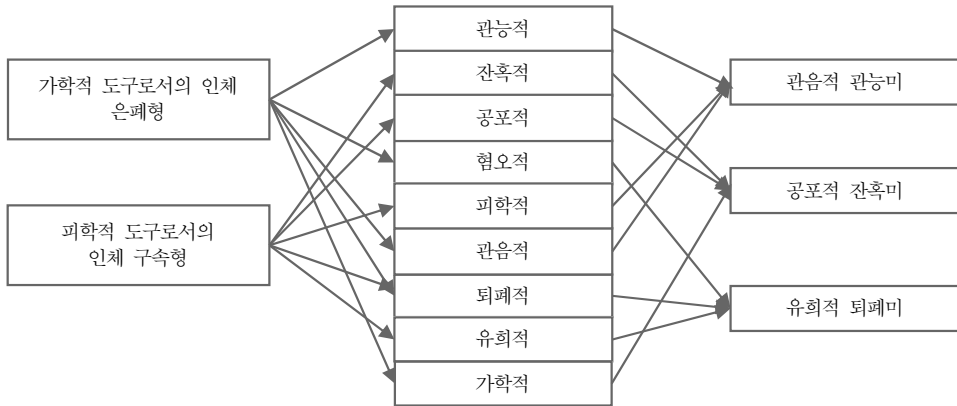 가학적 도구로서의 인체
은폐형
피학적 도구로서의
인체 구속형
관능적
잔혹적
공포적
혐오적
피학적
관음적
퇴폐적
유희적
가학적
관음적 관능미
공포적 잔혹미
유희적 퇴폐미